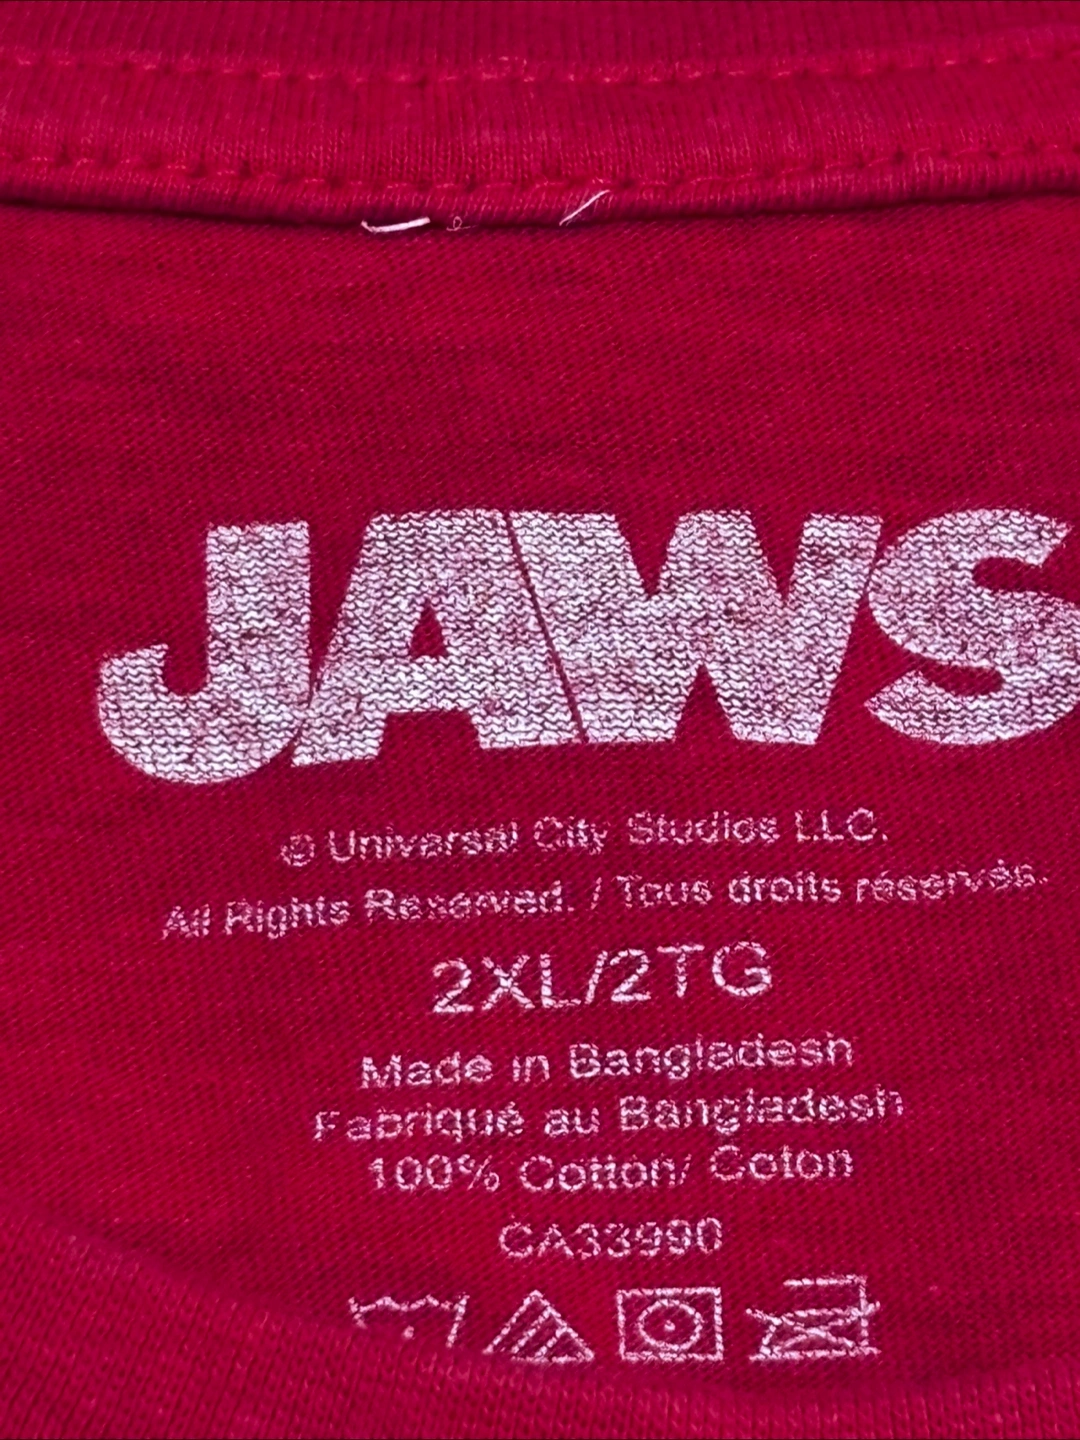 JAWS
© Universal City Studios LLC.
All Rights Reserved. / Tous droits réservés.
2XL/2TG
Made in Bangladesh
Fabriqué au Bangladesh
100% Cotton/ Coton
CA33990